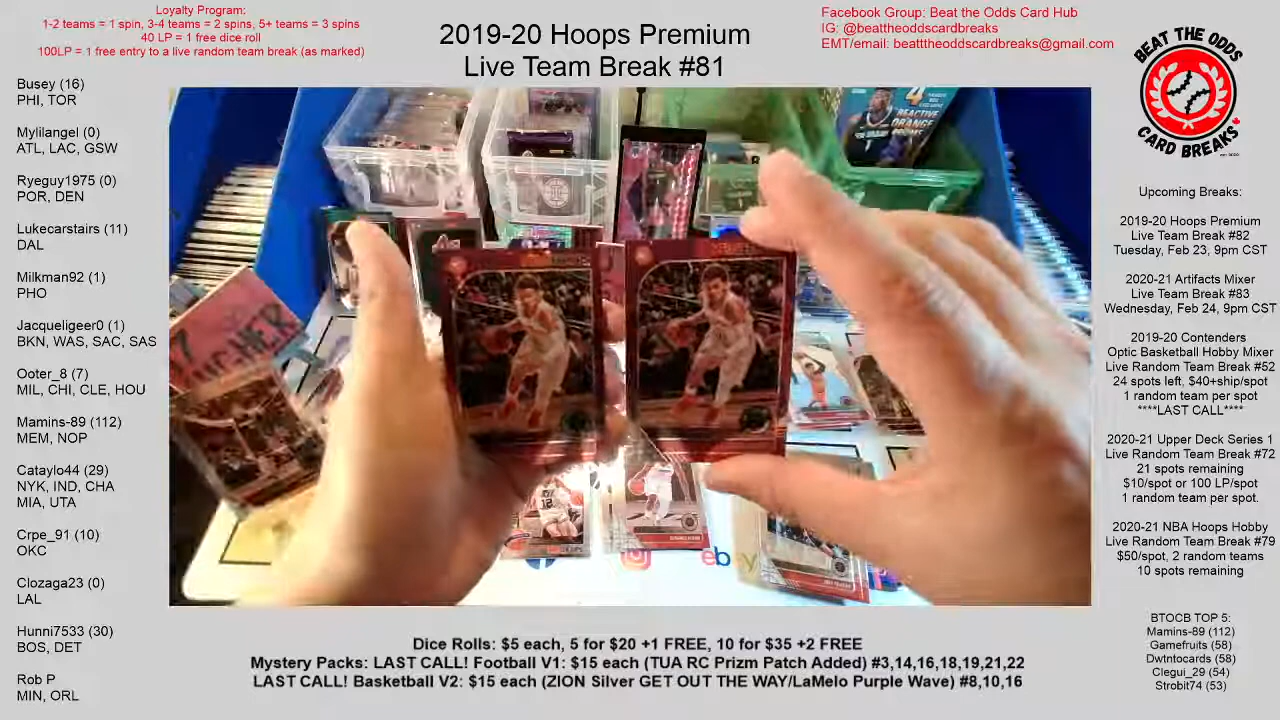 Loyalty Program:
1-2 teams = 1 spin, 3-4 teams = 2 spins, 5+ teams = 3 spins
40 LP = 1 free dice roll
100LP = 1 free entry to a live random team break (as marked)
2019-20 Hoops Premium
Live Team Break #81
Facebook Group: Beat the Odds Card Hub
IG: @beattheoddscardbreaks
EMT/email: beattheoddscardbreaks@gmail.com
BEAT THE ODDS
CARD BREAKS
Busey (16)
PHI, TOR
Mylilangel (0)
ATL, LAC, GSW
Ryeguy1975 (0)
POR, DEN
Lukecarstairs (11)
DAL
Milkman92 (1)
PHO
Jacqueligeer0 (1)
BKN, WAS, SAC, SAS
Ooter_8 (7)
MIL, CHI, CLE, HOU
Mamins-89 (112)
MEM, NOP
Cataylo44 (29)
NYK, IND, CHA
MIA, UTA
Crpe_91 (10)
OKC
Clozaga23 (0)
LAL
Hunni7533 (30)
BOS, DET
Rob P
MIN, ORL
4
REACTIVE
ORANGE
ebay
Upcoming Breaks:
2019-20 Hoops Premium
Live Team Break #82
Tuesday, Feb 23, 9pm CST
2020-21 Artifacts Mixer
Live Team Break #83
Wednesday, Feb 24, 9pm CST
2019-20 Contenders
Optic Basketball Hobby Mixer
Live Random Team Break #52
24 spots left, $40+ship/spot
1 random team per spot
****LAST CALL****
2020-21 Upper Deck Series 1
Live Random Team Break #72
21 spots remaining
$10/spot or 100 LP/spot
1 random team per spot.
2020-21 NBA Hoops Hobby
Live Random Team Break #79
$50/spot, 2 random teams
10 spots remaining
BTOCB TOP 5:
Mamins-89 (112)
Gamefruits (58)
Dwtntocards (58)
Clegui_29 (54)
Strobit74 (53)
Dice Rolls: $5 each, 5 for $20 +1 FREE, 10 for $35 +2 FREE
Mystery Packs: LAST CALL! Football V1: $15 each (TUA RC Prizm Patch Added) #3,14,16,18,19,21,22
LAST CALL! Basketball V2: $15 each (ZION Silver GET OUT THE WAY/LaMelo Purple Wave) #8,10,16